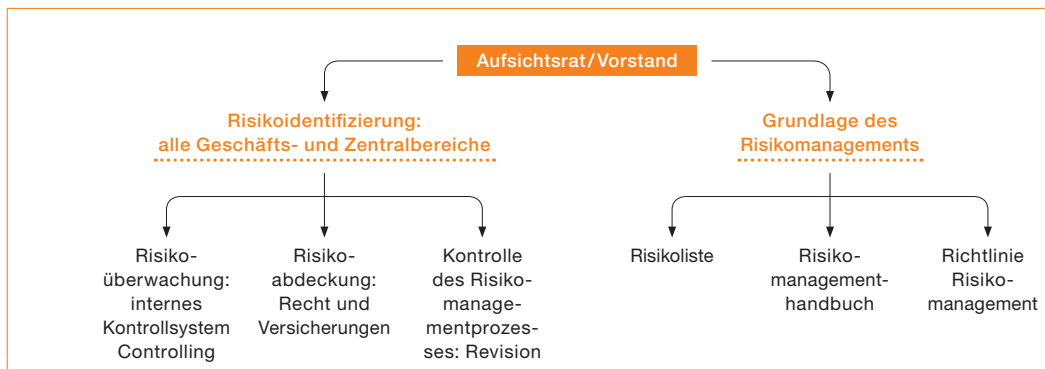 Aufsichtsrat/Vorstand
Risikoidentifizierung:
alle Geschäfts- und Zentralbereiche
Grundlage des
Risikomanagements
Risiko-
überwachung:
internes
Kontrollsystem
Controlling
Risiko-
abdeckung:
Recht und
Versicherungen
Kontrolle
des Risiko-
manage-
mentprozes-
ses: Revision
Risikoliste
Risiko-
management-
handbuch
Richtlinie
Risiko-
management